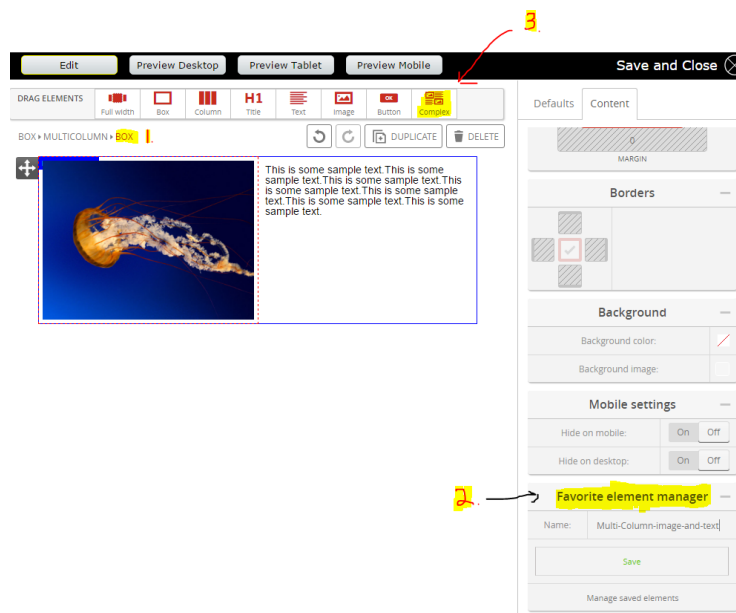 3.
Edit
Preview Desktop
Preview Tablet
Preview Mobile
Save and Close
DRAG ELEMENTS
Full width
Box
Column
H1
Title
Text
Image
OK
Button
Complex
Defaults
Content
BOX ▸ MULTICOLUMN ▸ BOX 1.
DUPLICATE
DELETE
0
MARGIN
This is some sample text.This is some
sample text.This is some sample text.This
is some sample text.This is some sample
text.This is some sample text.This is some
sample text.
Borders
Background
Background color:
Background image:
Mobile settings
Hide on mobile:
On
Off
Hide on desktop:
On
Off
2.
Favorite element manager
Name:
Multi-Column-image-and-text
Save
Manage saved elements